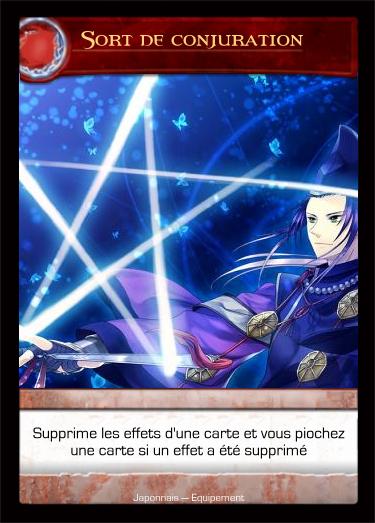 Sort de conjuration
Supprime les effets d'une carte et vous piochez
une carte si un effet a été supprimé
Japonnais — Equipement